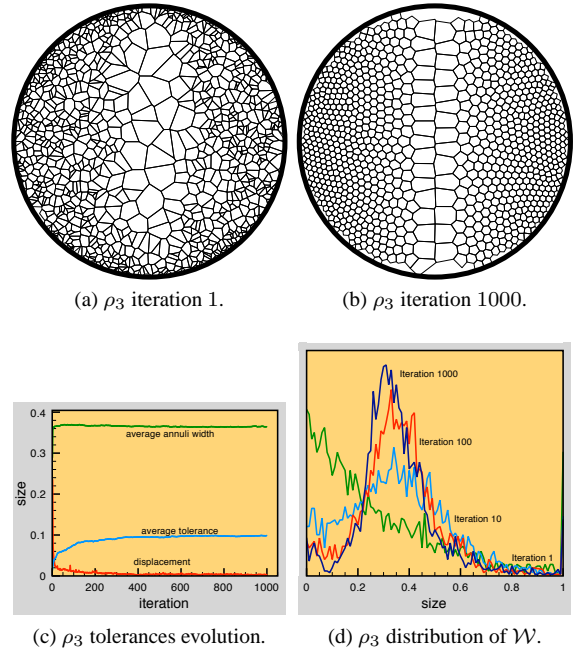 (a) ρ3 iteration 1.
(b) ρ3 iteration 1000.
0.4
0.3
0.2
0.1
0
size
average annuli width
average tolerance
displacement
0 200 400 600 800 1000
iteration
(c) ρ3 tolerances evolution.
Iteration 1000
Iteration 100
Iteration 10
Iteration 1
0 0.2 0.4 0.6 0.8 1
size
(d) ρ3 distribution of W.